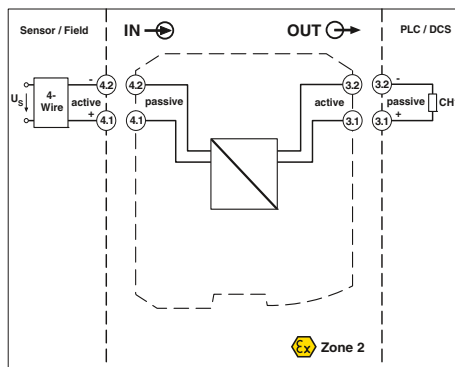 Sensor / Field
IN
OUT
PLC / DCS
US
4-
Wire
-
active
+
4.2
4.1
4.2
passive
4.1
3.2
active
3.1
3.2
-
passive
+
3.1
CH
Ex
Zone 2